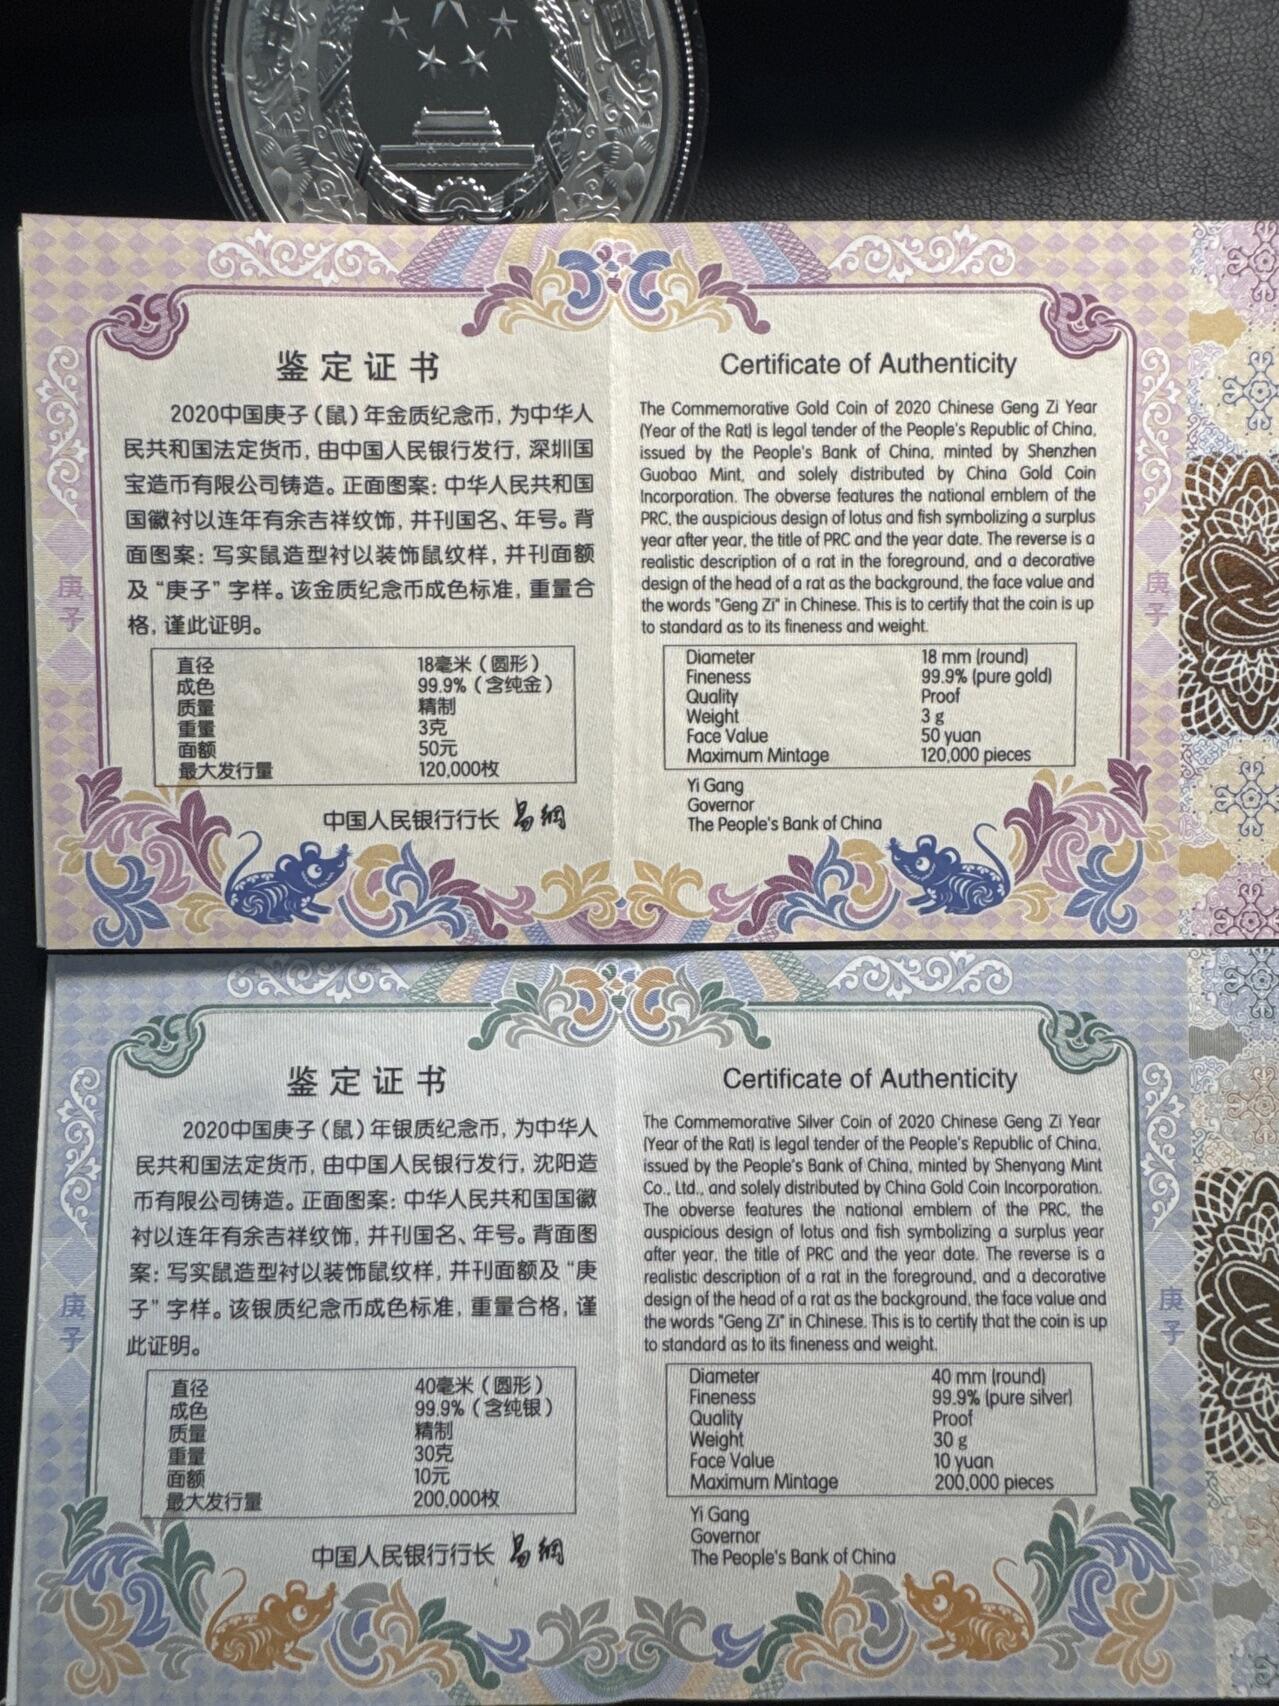 鉴定证书
2020中国庚子（鼠）年金质纪念币，为中华人
民共和国法定货币，由中国人民银行发行，深圳国
宝造币有限公司铸造。正面图案：中华人民共和国
国徽衬以连年有余吉祥纹饰，并刊国名、年号。背
面图案：写实鼠造型衬以装饰鼠纹样，并刊面额
及“庚子”字样。该金质纪念币成色标准，重量合
格，谨此证明。
直径 18毫米（圆形）
成色 99.9%（含纯金）
质量 精制
重量 3克
面额 50元
最大发行量 120,000枚
中国人民银行行长 易纲
庚子
Certificate of Authenticity
The Commemorative Gold Coin of 2020 Chinese Geng Zi Year
(Year of the Rat) is legal tender of the People's Republic of China,
issued by the People's Bank of China, minted by Shenzhen
Guobao Mint, and solely distributed by China Gold Coin
Incorporation. The obverse features the national emblem of the
PRC, the auspicious design of lotus and fish symbolizing a surplus
year after year, the title of PRC and the year date. The reverse is a
realistic description of a rat in the foreground, and a decorative
design of the head of a rat as the background, the face value and
the words "Geng Zi" in Chinese. This is to certify that the coin is up
to standard as to its fineness and weight.
Diameter 18 mm (round)
Fineness 99.9% (pure gold)
Quality Proof
Weight 3 g
Face Value 50 yuan
Maximum Mintage 120,000 pieces
Yi Gang
Governor
The People's Bank of China
庚子
鉴定证书
2020中国庚子（鼠）年银质纪念币，为中华人
民共和国法定货币，由中国人民银行发行，沈阳造
币有限公司铸造。正面图案：中华人民共和国国徽
衬以连年有余吉祥纹饰，并刊国名、年号。背面图
案：写实鼠造型衬以装饰鼠纹样，并刊面额及“庚
子”字样。该银质纪念币成色标准，重量合格，谨
此证明。
直径 40毫米（圆形）
成色 99.9%（含纯银）
质量 精制
重量 30克
面额 10元
最大发行量 200,000枚
中国人民银行行长 易纲
庚子
Certificate of Authenticity
The Commemorative Silver Coin of 2020 Chinese Geng Zi Year
(Year of the Rat) is legal tender of the People's Republic of China,
issued by the People's Bank of China, minted by Shenyang Mint
Co., Ltd., and solely distributed by China Gold Coin Incorporation.
The obverse features the national emblem of the PRC, the
auspicious design of lotus and fish symbolizing a surplus year
after year, the title of PRC and the year date. The reverse is a
realistic description of a rat in the foreground, and a decorative
design of the head of a rat as the background, the face value and
the words "Geng Zi" in Chinese. This is to certify that the coin is up
to standard as to its fineness and weight.
Diameter 40 mm (round)
Fineness 99.9% (pure silver)
Quality Proof
Weight 30 g
Face Value 10 yuan
Maximum Mintage 200,000 pieces
Yi Gang
Governor
The People's Bank of China
庚子